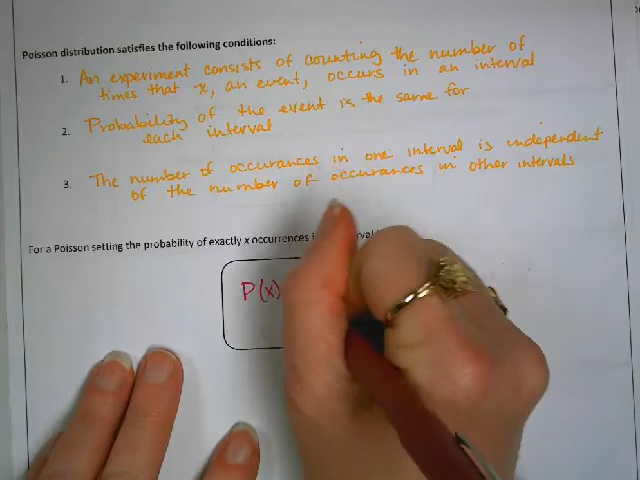 Poisson distribution satisfies the following conditions:
1. An experiment consists of counting the number of
times that x, an event, occurs in an interval
2. Probability of the event is the same for
each interval
3. The number of occurances in one interval is independent
of the number of occurances in other intervals
For a Poisson setting the probability of exactly x occurrences
P(x)